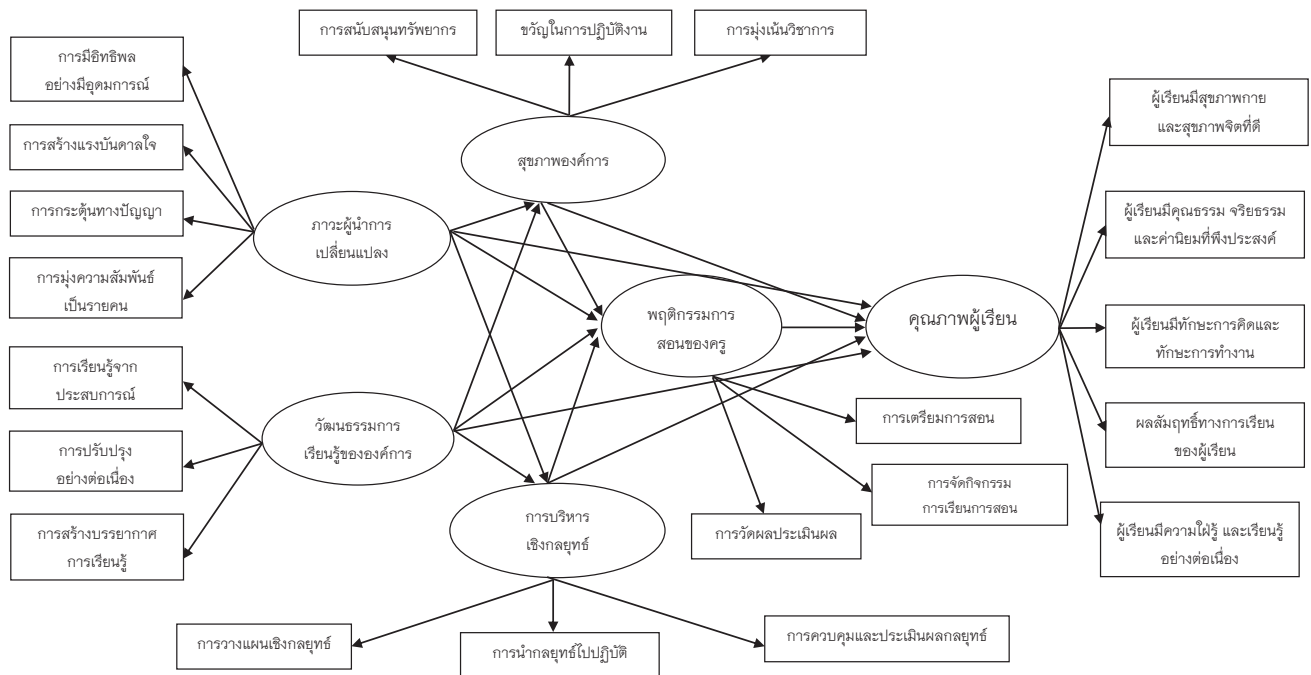 การสนับสนุนทรัพยากร
ขวัญในการปฏิบัติงาน
การมุ่งเน้นวิชาการ
การมีอิทธิพล
อย่างมีอุดมการณ์
การสร้างแรงบันดาลใจ
การกระตุ้นทางปัญญา
การมุ่งความสัมพันธ์
เป็นรายคน
สุขภาพองค์การ
ภาวะผู้นำการ
เปลี่ยนแปลง
พฤติกรรมการ
สอนของครู
คุณภาพผู้เรียน
ผู้เรียนมีสุขภาพกาย
และสุขภาพจิตที่ดี
ผู้เรียนมีคุณธรรม จริยธรรม
และค่านิยมที่พึงประสงค์
ผู้เรียนมีทักษะการคิดและ
ทักษะการทำงาน
ผลสัมฤทธิ์ทางการเรียน
ของผู้เรียน
ผู้เรียนมีความใฝ่รู้ และเรียนรู้
อย่างต่อเนื่อง
การเรียนรู้จาก
ประสบการณ์
การปรับปรุง
อย่างต่อเนื่อง
การสร้างบรรยากาศ
การเรียนรู้
วัฒนธรรมการ
เรียนรู้ขององค์การ
การเตรียมการสอน
การจัดกิจกรรม
การเรียนการสอน
การวัดผลประเมินผล
การบริหาร
เชิงกลยุทธ์
การวางแผนเชิงกลยุทธ์
การนำกลยุทธ์ไปปฏิบัติ
การควบคุมและประเมินผลกลยุทธ์